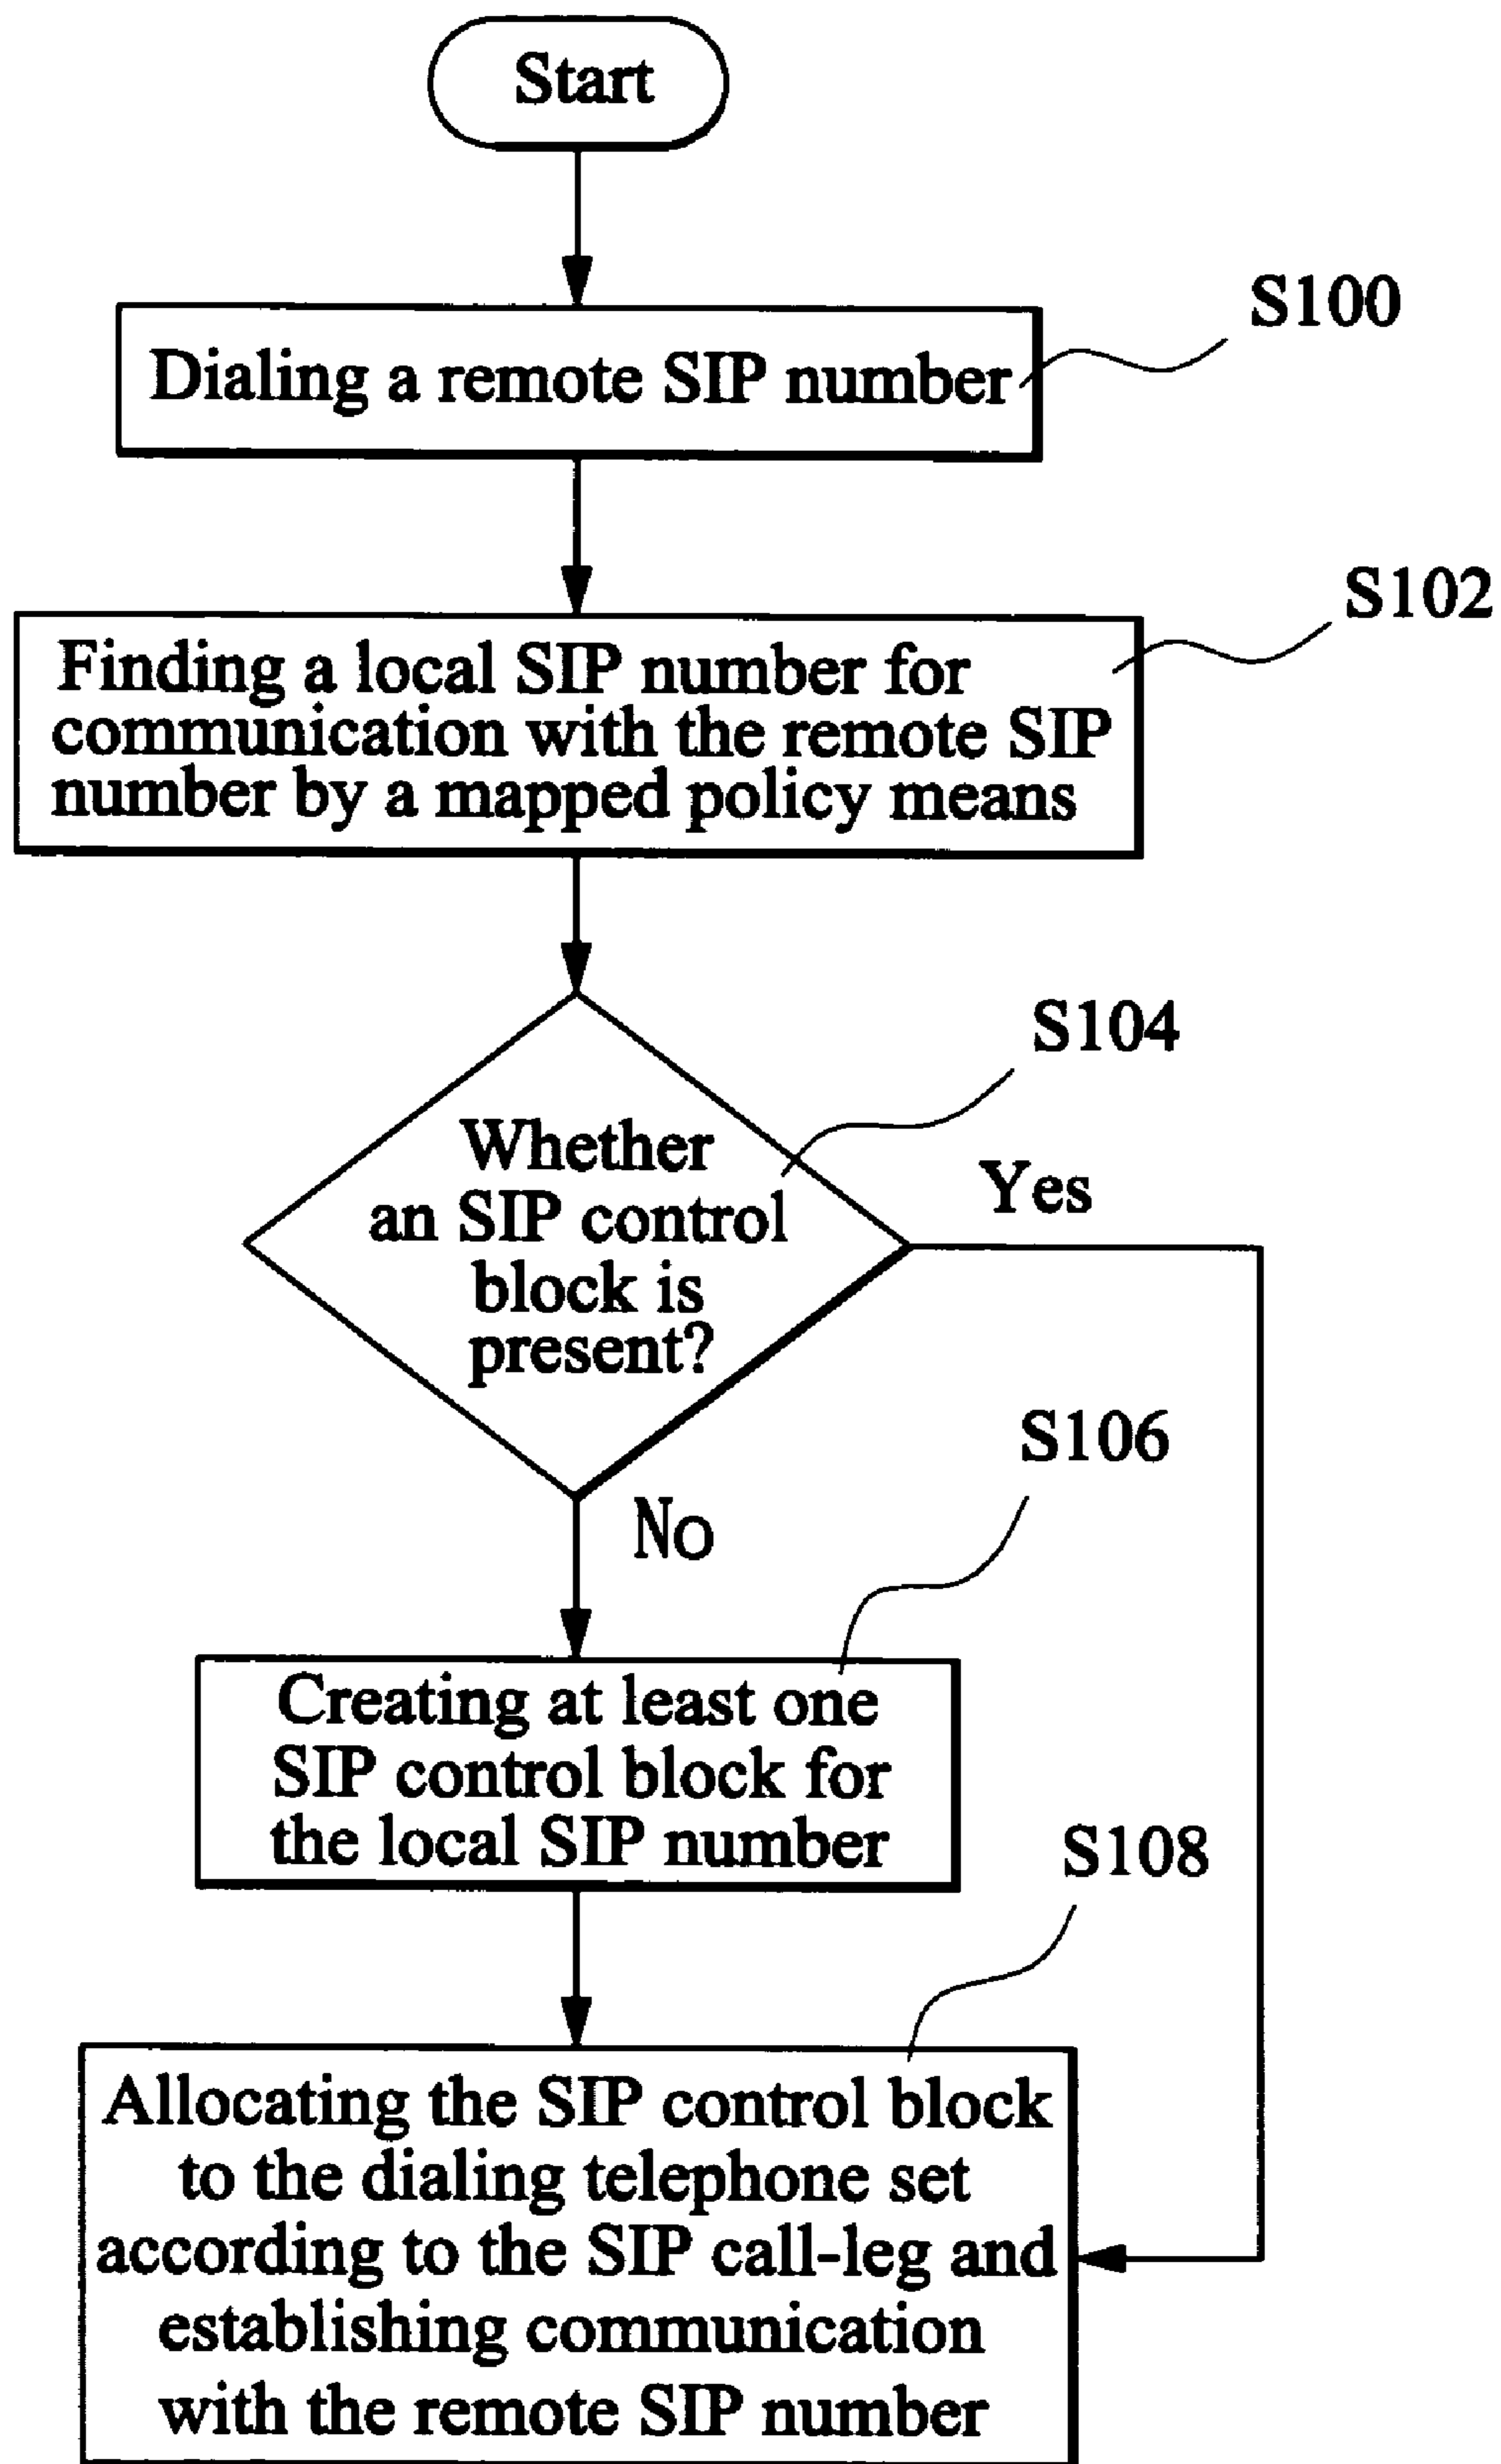 Start
S100
Dialing a remote SIP number
S102
Finding a local SIP number for
communication with the remote SIP
number by a mapped policy means
S104
Whether
an SIP control
block is
present?
Yes
No
S106
Creating at least one
SIP control block for
the local SIP number
S108
Allocating the SIP control block
to the dialing telephone set
according to the SIP call-leg and
establishing communication
with the remote SIP number